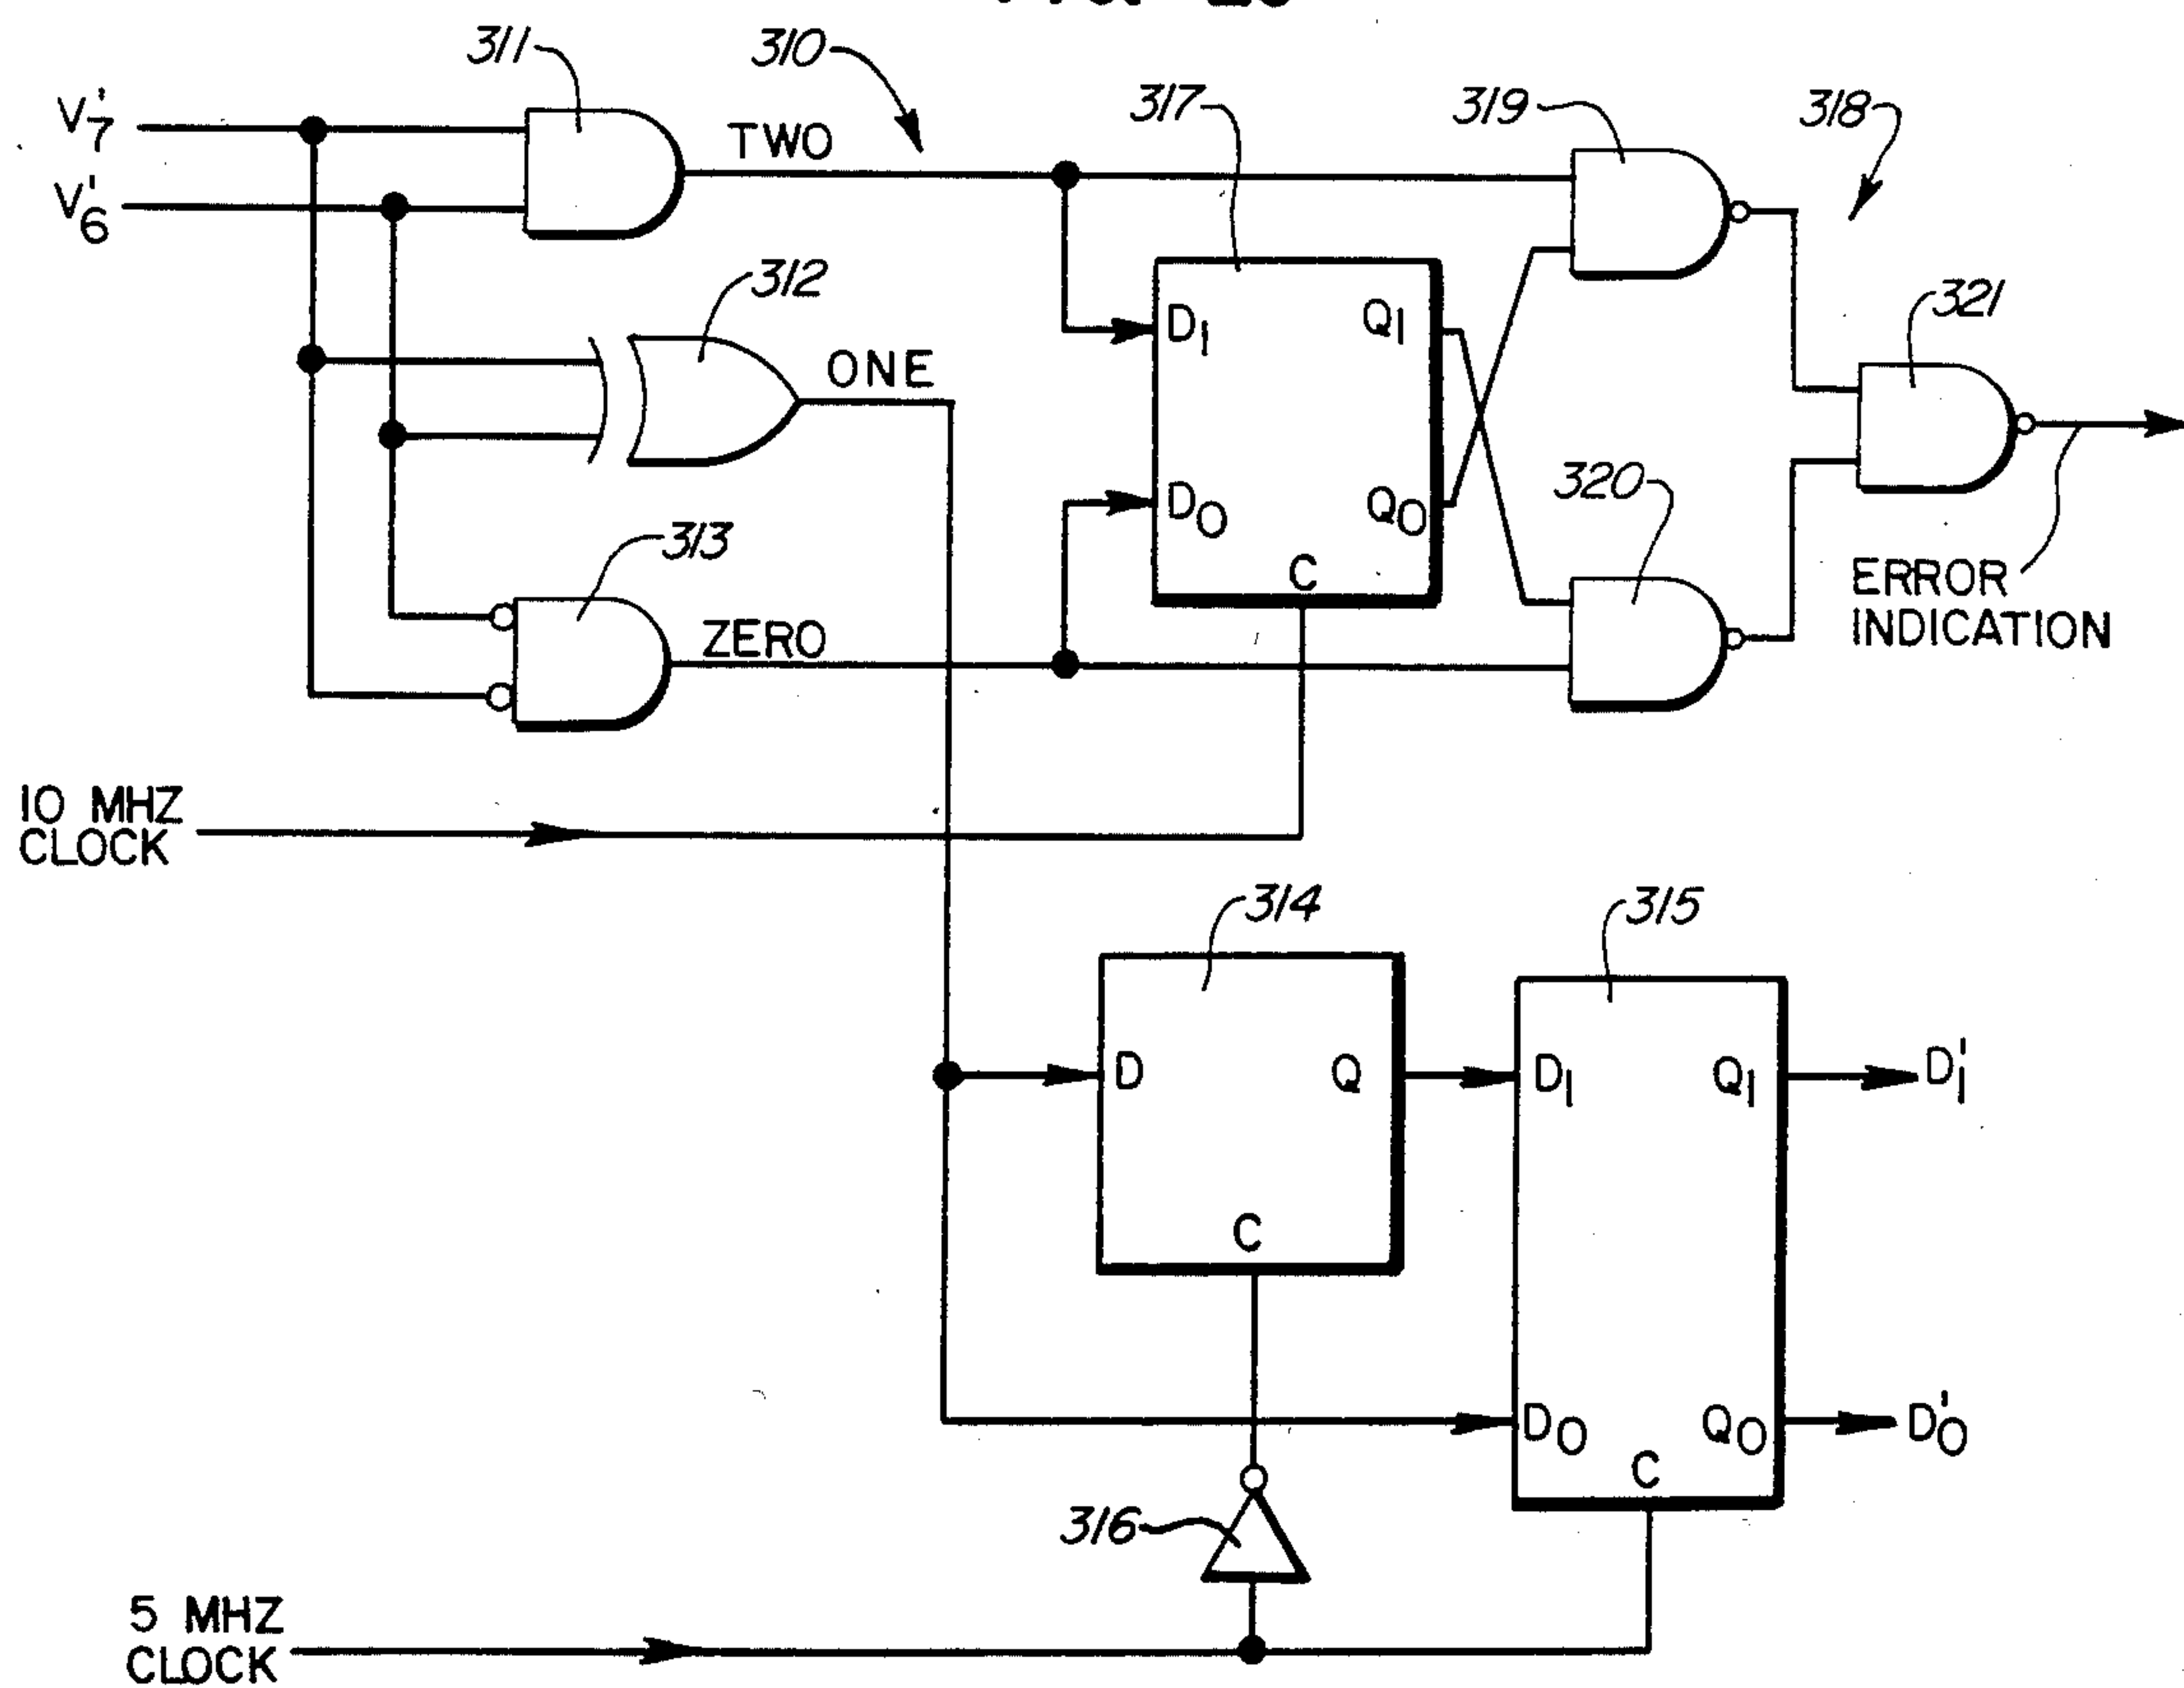 311
310
317
319
318
V'7
TWO
V'6
312
321
D1
Q1
ONE
320
D0
Q0
313
C
ERROR
INDICATION
ZERO
10 MHZ
CLOCK
314
315
D
Q
D1
Q1
D'1
C
D0
Q0
D'0
C
316
5 MHZ
CLOCK